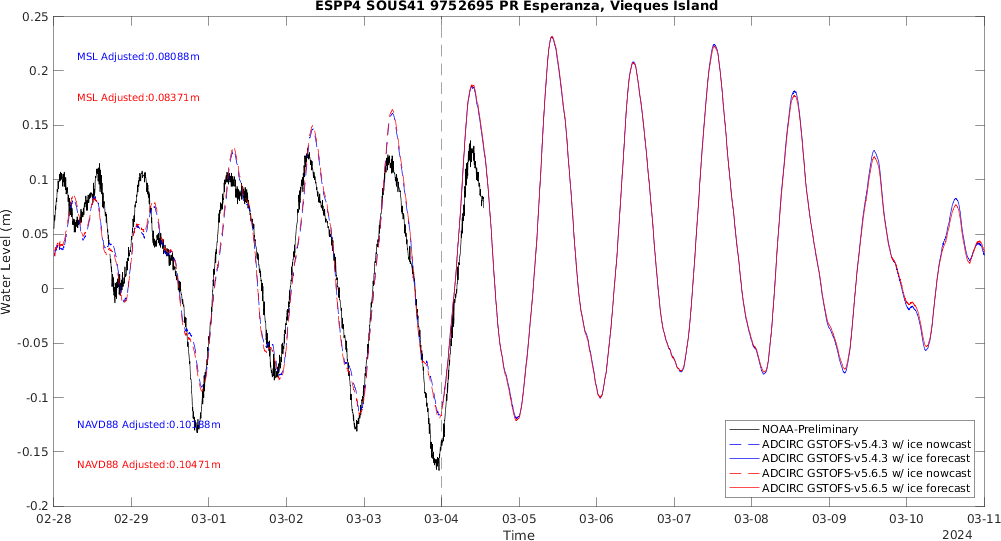 ESPP4 SOUS41 9752695 PR Esperanza, Vieques Island
0.25
0.2
0.15
0.1
0.05
0
-0.05
-0.1
-0.15
-0.2
Water Level (m)
MSL Adjusted:0.08088m
MSL Adjusted:0.08371m
NAVD88 Adjusted:0.10188m
NAVD88 Adjusted:0.10471m
NOAA-Preliminary
ADCIRC GSTOFS-v5.4.3 w/ ice nowcast
ADCIRC GSTOFS-v5.4.3 w/ ice forecast
ADCIRC GSTOFS-v5.6.5 w/ ice nowcast
ADCIRC GSTOFS-v5.6.5 w/ ice forecast
02-28 02-29 03-01 03-02 03-03 03-04 03-05 03-06 03-07 03-08 03-09 03-10 03-11
Time
2024